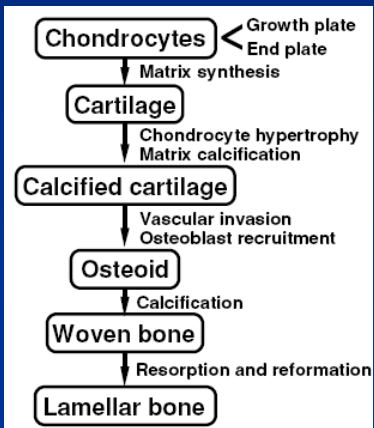 Chondrocytes
Growth plate
End plate
Matrix synthesis
Cartilage
Chondrocyte hypertrophy
Matrix calcification
Calcified cartilage
Vascular invasion
Osteoblast recruitment
Osteoid
Calcification
Woven bone
Resorption and reformation
Lamellar bone